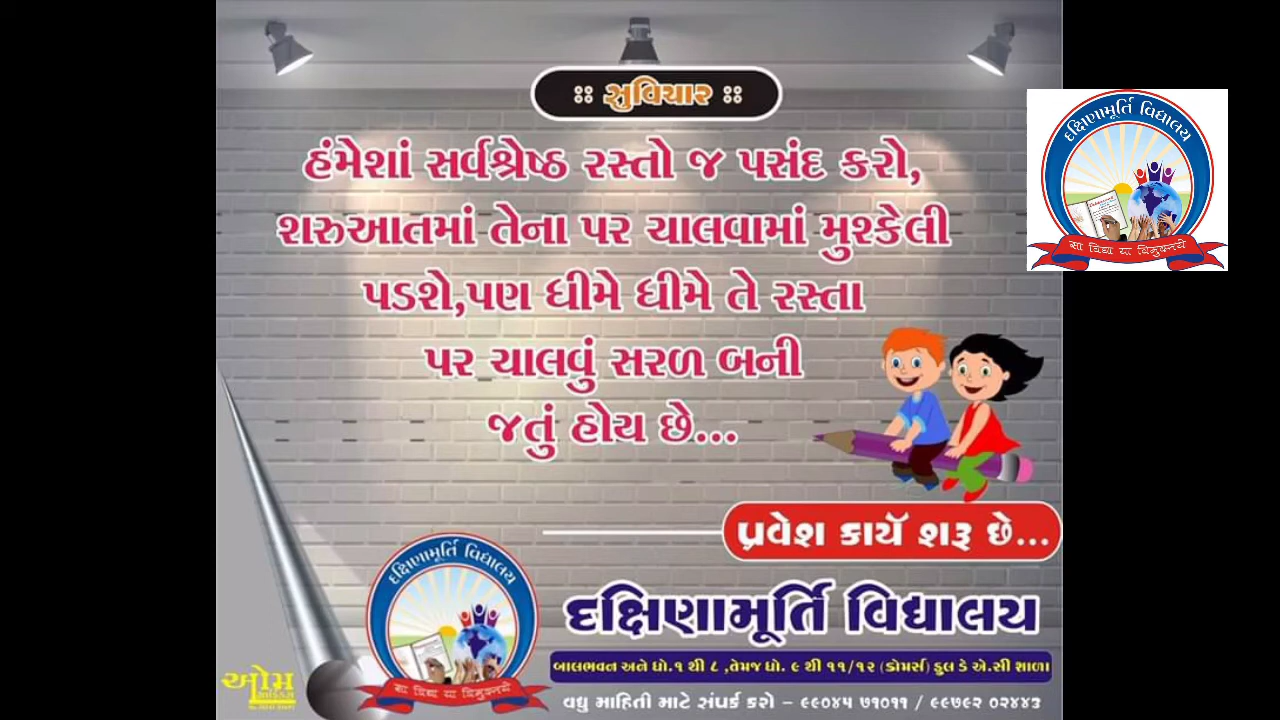 :: સુવિચાર ::
હંમેશાં સર્વશ્રેષ્ઠ રસ્તો જ પસંદ કરો,
શરુઆતમાં તેના પર ચાલવામાં મુશ્કેલી
પડશે,પણ ધીમે ધીમે તે રસ્તા
પર ચાલવું સરળ બની
જતું હોય છે...
દક્ષિણામૂર્તિ વિદ્યાલય
સા વિદ્યા યા વિમુક્તયે
પ્રવેશ કાર્ય શરૂ છે...
દક્ષિણામૂર્તિ વિદ્યાલય
સા વિદ્યા યા વિમુક્તયે
દક્ષિણામૂર્તિ વિદ્યાલય
બાલભવન અને ધો.૧ થી ૮ ,તેમજ ધો. ૯ થી ૧૧/૧૨ (કોમર્સ) ફુલ ડે એ.સી શાળા
વધુ માહિતી માટે સંપર્ક કરો – ૯૯૦૪૫ ૭૧૦૧૧ / ૯૯૭૯૨ ૦૨૪૪૩
ઓમ